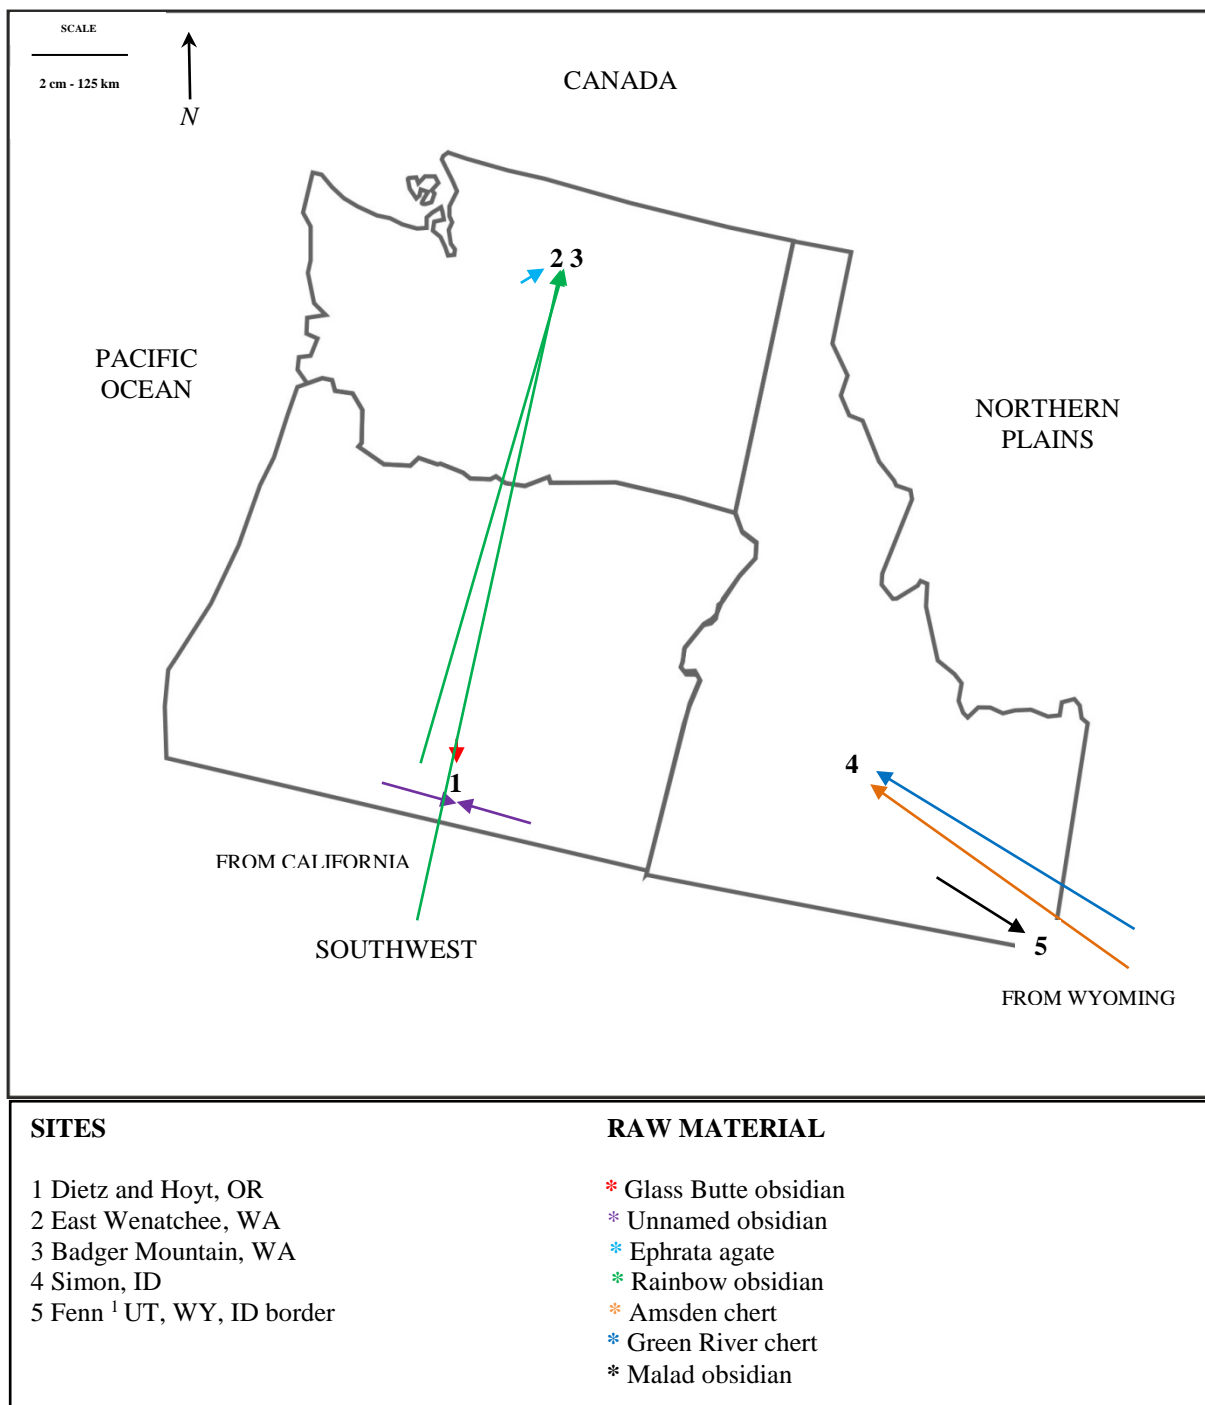 SCALE
2 cm - 125 km
N
CANADA
2 3
PACIFIC
OCEAN
NORTHERN
PLAINS
4
1
FROM CALIFORNIA
SOUTHWEST
5
FROM WYOMING
SITES
1 Dietz and Hoyt, OR
2 East Wenatchee, WA
3 Badger Mountain, WA
4 Simon, ID
5 Fenn ¹ UT, WY, ID border
RAW MATERIAL
* Glass Butte obsidian
* Unnamed obsidian
* Ephrata agate
* Rainbow obsidian
* Amsden chert
* Green River chert
* Malad obsidian